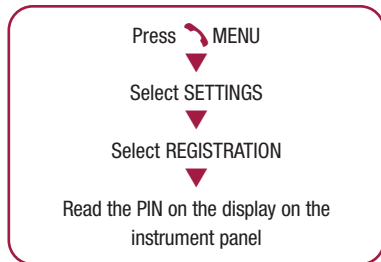 Press MENU
Select SETTINGS
Select REGISTRATION
Read the PIN on the display on the
instrument panel